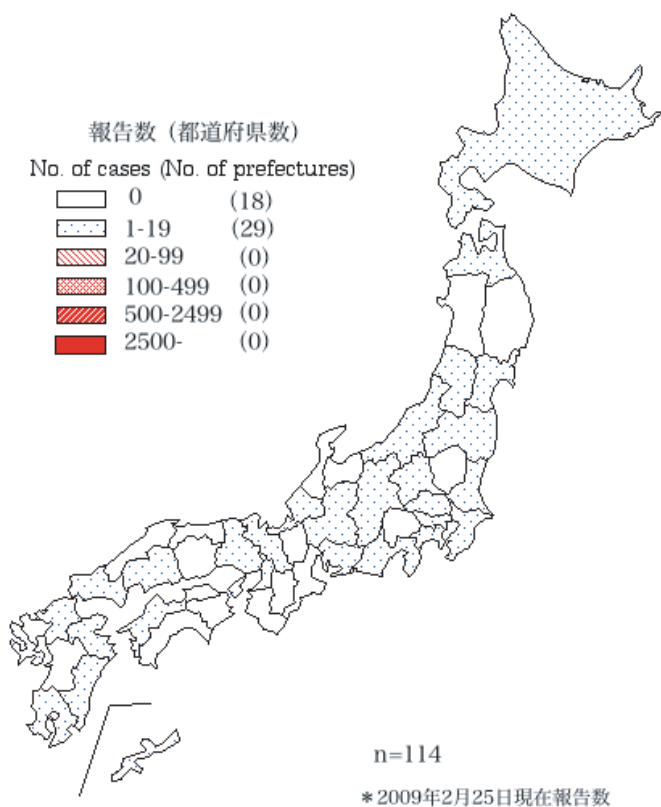 報告数（都道府県数）
No. of cases (No. of prefectures)
0 (18)
1-19 (29)
20-99 (0)
100-499 (0)
500-2499 (0)
2500- (0)
n=114
*2009年2月25日現在報告数